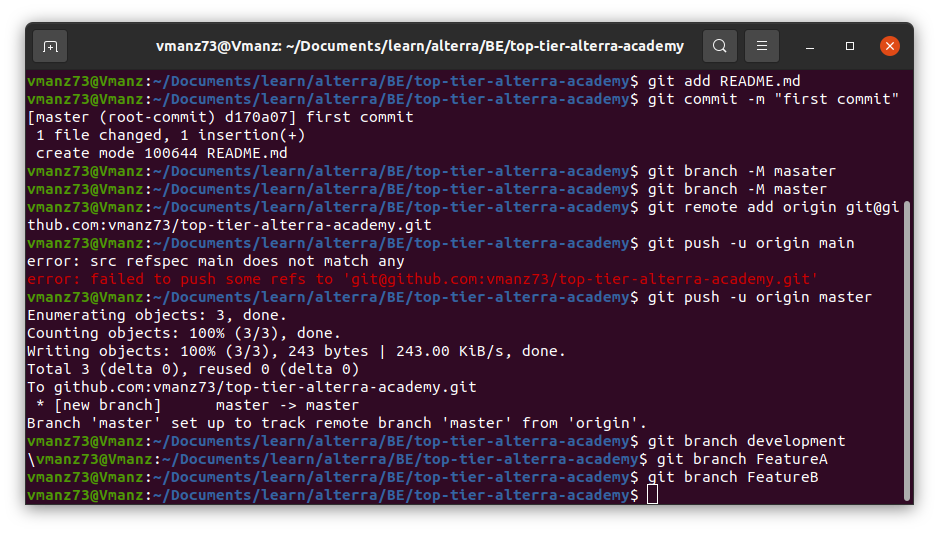 vmanz73@Vmanz: ~/Documents/learn/alterra/BE/top-tier-alterra-academy
vmanz73@Vmanz:~/Documents/learn/alterra/BE/top-tier-alterra-academy$ git add README.md
vmanz73@Vmanz:~/Documents/learn/alterra/BE/top-tier-alterra-academy$ git commit -m "first commit"
[master (root-commit) d170a07] first commit
 1 file changed, 1 insertion(+)
 create mode 100644 README.md
vmanz73@Vmanz:~/Documents/learn/alterra/BE/top-tier-alterra-academy$ git branch -M masater
vmanz73@Vmanz:~/Documents/learn/alterra/BE/top-tier-alterra-academy$ git branch -M master
vmanz73@Vmanz:~/Documents/learn/alterra/BE/top-tier-alterra-academy$ git remote add origin git@gi
thub.com:vmanz73/top-tier-alterra-academy.git
vmanz73@Vmanz:~/Documents/learn/alterra/BE/top-tier-alterra-academy$ git push -u origin main
error: src refspec main does not match any
error: failed to push some refs to 'git@github.com:vmanz73/top-tier-alterra-academy.git'
vmanz73@Vmanz:~/Documents/learn/alterra/BE/top-tier-alterra-academy$ git push -u origin master
Enumerating objects: 3, done.
Counting objects: 100% (3/3), done.
Writing objects: 100% (3/3), 243 bytes | 243.00 KiB/s, done.
Total 3 (delta 0), reused 0 (delta 0)
To github.com:vmanz73/top-tier-alterra-academy.git
 * [new branch]      master -> master
Branch 'master' set up to track remote branch 'master' from 'origin'.
vmanz73@Vmanz:~/Documents/learn/alterra/BE/top-tier-alterra-academy$ git branch development
\vmanz73@Vmanz:~/Documents/learn/alterra/BE/top-tier-alterra-academy$ git branch FeatureA
vmanz73@Vmanz:~/Documents/learn/alterra/BE/top-tier-alterra-academy$ git branch FeatureB
vmanz73@Vmanz:~/Documents/learn/alterra/BE/top-tier-alterra-academy$